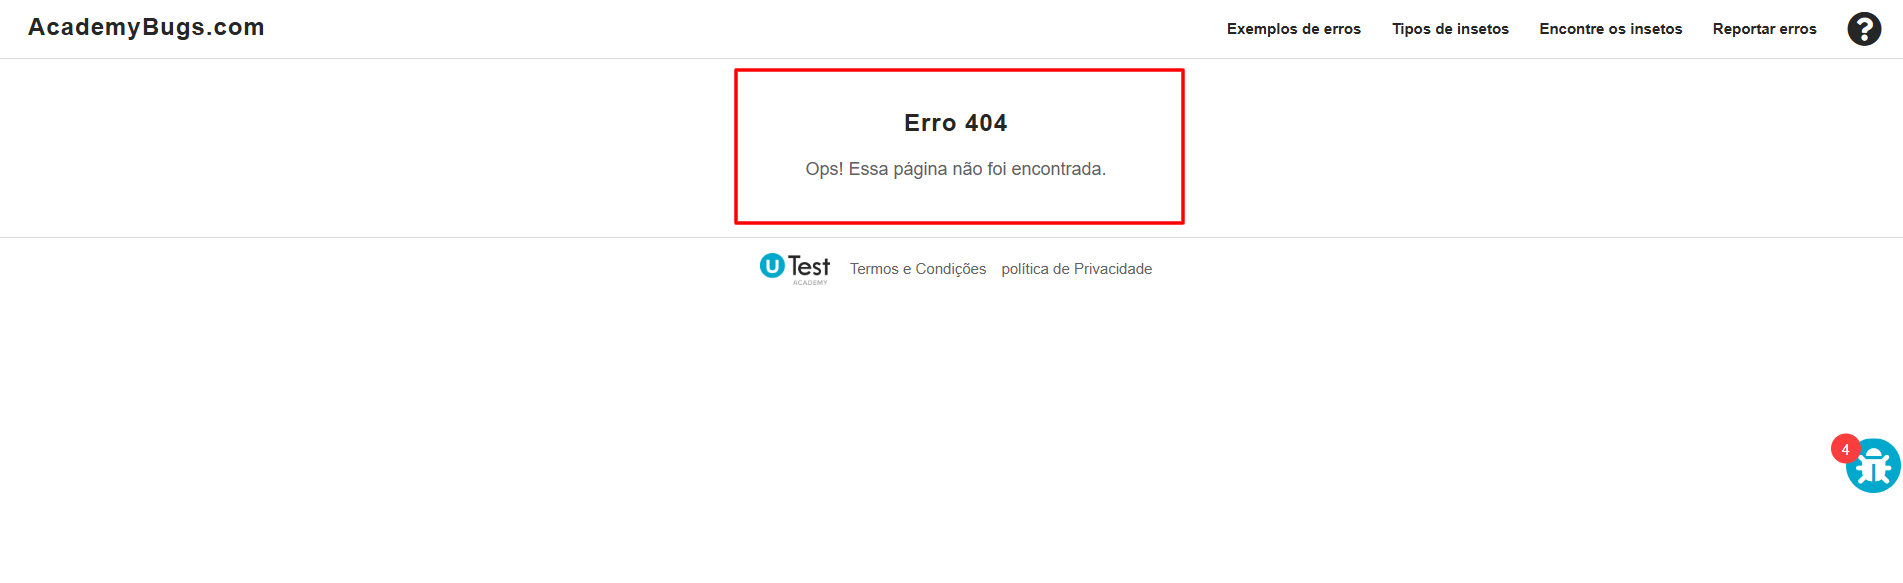 AcademyBugs.com
Exemplos de erros
Tipos de insetos
Encontre os insetos
Reportar erros
?
Erro 404
Ops! Essa página não foi encontrada.
U Test
ACADEMY
Termos e Condições
política de Privacidade
4